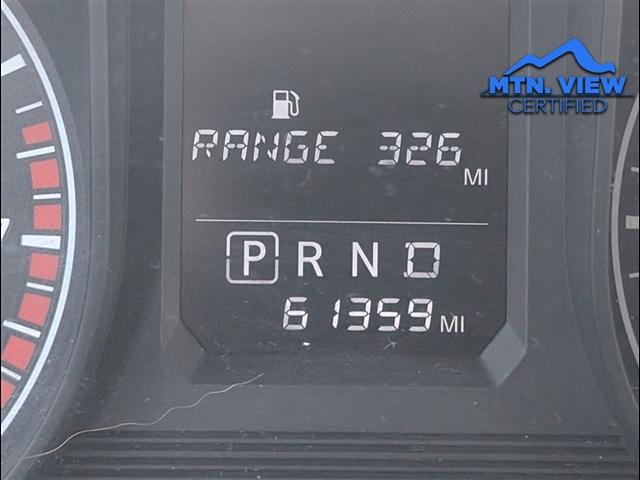 MTN. VIEW
CERTIFIED
RANGE 326 MI
P R N D
61359 MI